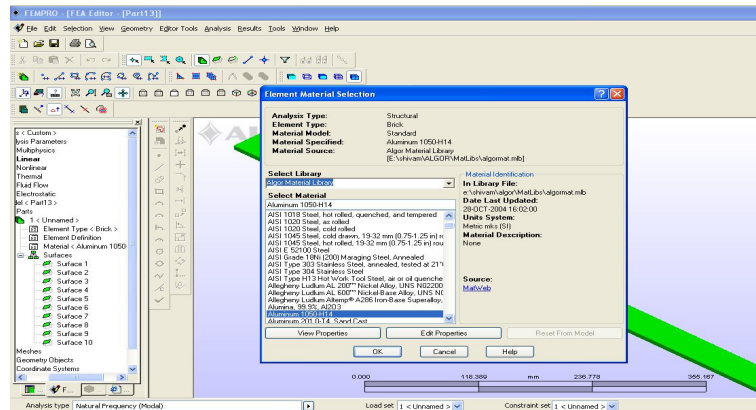 FEMPRO - [FEA Editor - [Part13]]
File Edit Selection View Geometry Editor Tools Analysis Results Tools Window Help
Element Material Selection
Analysis Type: Structural
Element Type: Brick
Material Model: Standard
Material Specified: Aluminum 1050-H14
Material Source: Algor Material Library
[E:\shivam\ALGOR\MatLibs\algormat.mlb]
Select Library
Algor Material Library
Select Material
Aluminum 1050-H14
AISI 1018 Steel, hot rolled, quenched, and tempered
AISI 1020 Steel, as rolled
AISI 1020 Steel, cold rolled
AISI 1045 Steel, cold drawn, 19-32 mm (0.75-1.25 in) rou
AISI 1045 Steel, hot rolled, 19-32 mm (0.75-1.25 in) rou
AISI E 52100 Steel
AISI Grade 18Ni (200) Maraging Steel, Annealed
AISI Type 303 Stainless Steel, annealed, tested at 21°
AISI Type 304 Stainless Steel
AISI Type H13 Hot Work Tool Steel, air or oil quenche
Allegheny Ludlum AL 200™ Nickel Alloy, UNS N02200
Allegheny Ludlum AL 600™ Nickel-Base Alloy, UNS N
Allegheny Ludlum Altemp® A286 Iron-Base Superalloy,
Alumina, 99.9%, Al2O3
Aluminum 1050-H14
Aluminum 201.0-T4, Sand Cast
Material Identification
In Library File:
e:\shivam\algor\MatLibs\algormat.mlb
Date Last Updated:
28-OCT-2004 16:02:00
Units System:
Metric mks (SI)
Material Description:
None
Source:
MatWeb
View Properties Edit Properties Reset From Model
OK Cancel Help
s < Custom >
lysis Parameters
Multiphysics
Linear
Nonlinear
Thermal
Fluid Flow
Electrostatic
lel < Part13 >
Parts
1 < Unnamed >
Element Type < Brick >
Element Definition
Material < Aluminum 1050-
Surfaces
Surface 1
Surface 2
Surface 3
Surface 4
Surface 5
Surface 6
Surface 7
Surface 8
Surface 9
Surface 10
Meshes
Geometry Objects
Coordinate Systems
F...
0.000 118.389 mm 236.778 355.167
Analysis type Natural Frequency (Modal) Load set 1 < Unnamed > Constraint set 1 < Unnamed >